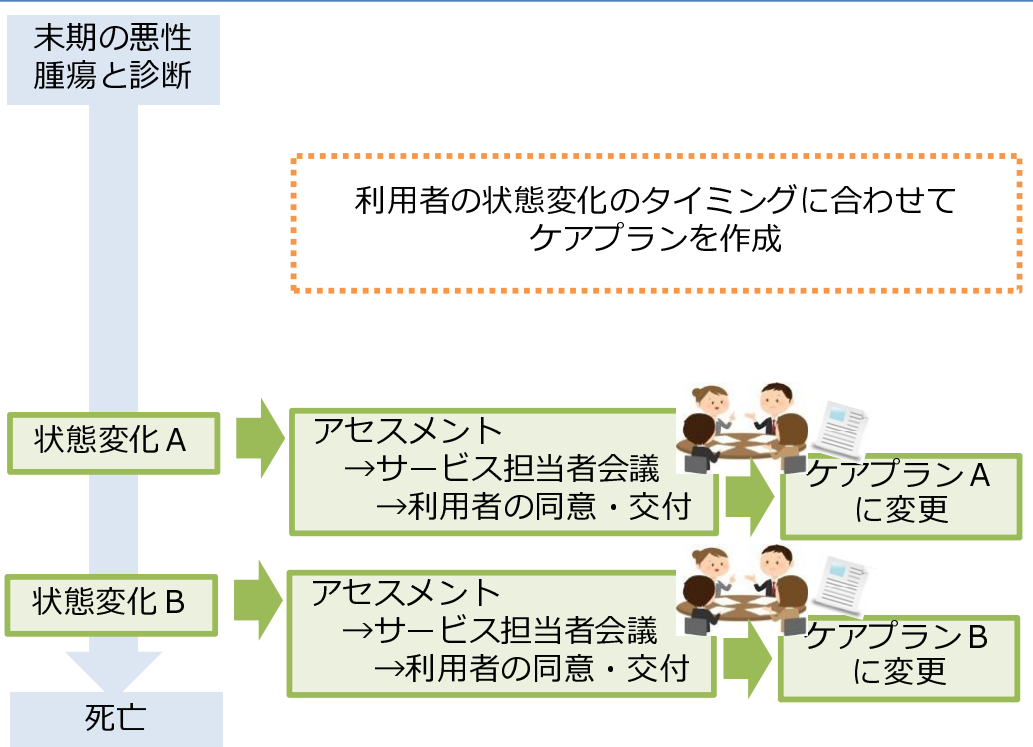 末期の悪性
腫瘍と診断
利用者の状態変化のタイミングに合わせて
ケアプランを作成
状態変化A
アセスメント
→サービス担当者会議
→利用者の同意・交付
ケアプランA
に変更
状態変化B
アセスメント
→サービス担当者会議
→利用者の同意・交付
ケアプランB
に変更
死亡